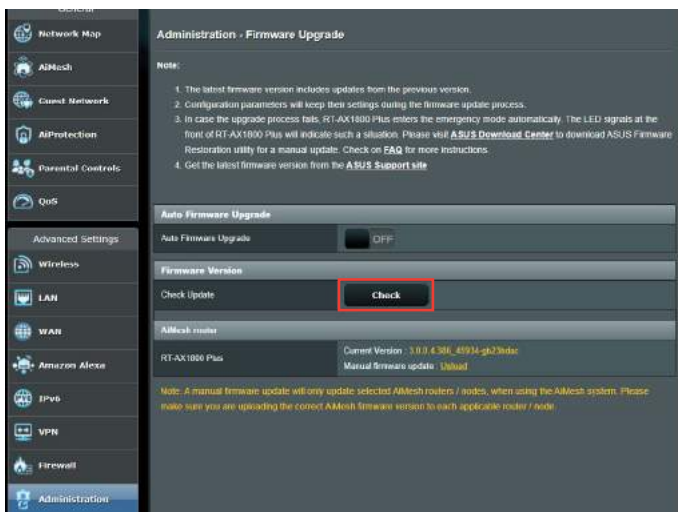 General
Network Map
AiMesh
Guest Network
AiProtection
Parental Controls
QoS
Advanced Settings
Wireless
LAN
WAN
Amazon Alexa
IPv6
VPN
Firewall
Administration
Administration - Firmware Upgrade
Note:
1. The latest firmware version includes updates from the previous version.
2. Configuration parameters will keep their settings during the firmware update process.
3. In case the upgrade process fails, RT-AX1800 Plus enters the emergency mode automatically. The LED signals at the
front of RT-AX1800 Plus will indicate such a situation. Please visit ASUS Download Center to download ASUS Firmware
Restoration utility for a manual update. Check on FAQ for more instructions.
4. Get the latest firmware version from the ASUS Support site
Auto Firmware Upgrade
Auto Firmware Upgrade
OFF
Firmware Version
Check Update
Check
AiMesh router
RT-AX1800 Plus
Current Version : 3.0.0.4.386_45934-
Manual firmware update : Upload
Note: A manual firmware update will only update selected AiMesh routers / nodes, when using the AiMesh system. Please
make sure you are uploading the correct AiMesh firmware version to each applicable router / node.